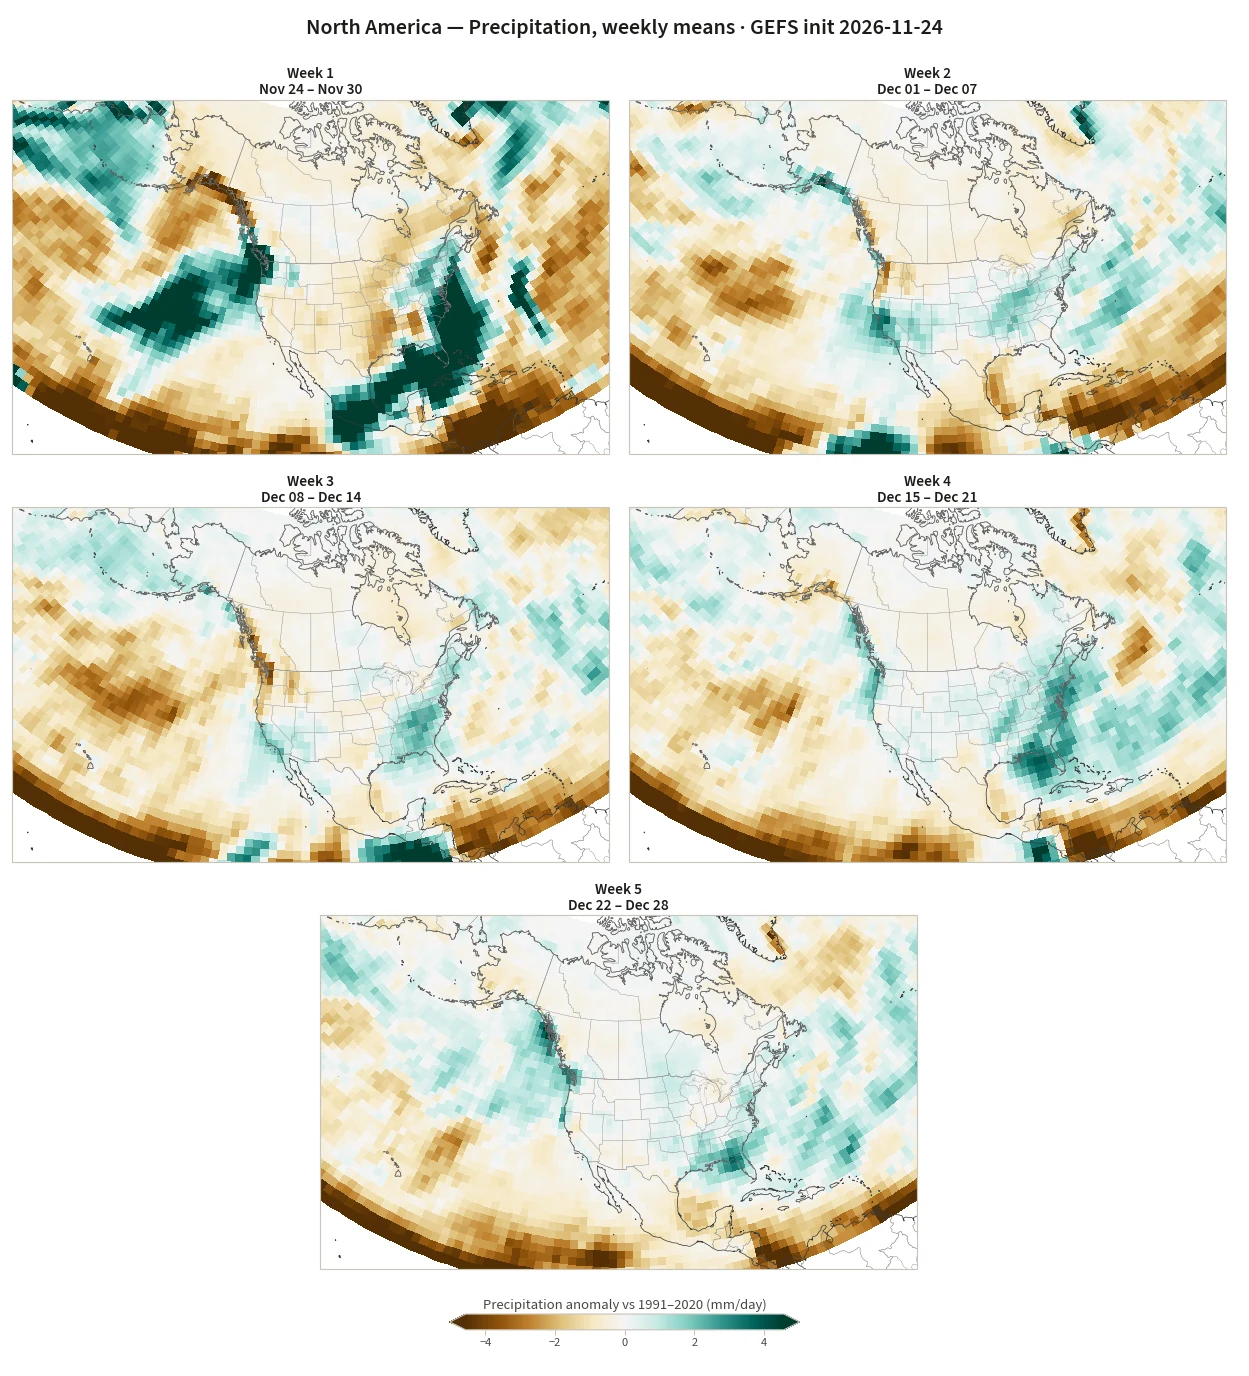 North America — Precipitation, weekly means · GEFS init 2026-11-24
Week 1
Nov 24 – Nov 30
Week 2
Dec 01 – Dec 07
Week 3
Dec 08 – Dec 14
Week 4
Dec 15 – Dec 21
Week 5
Dec 22 – Dec 28
Precipitation anomaly vs 1991–2020 (mm/day)
−4 −2 0 2 4